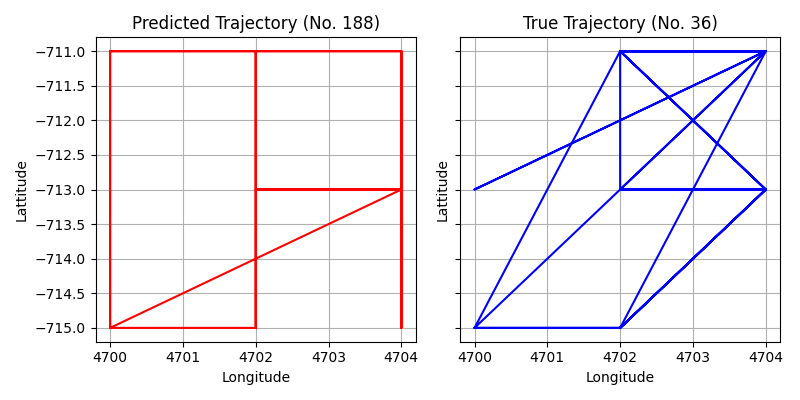 Predicted Trajectory (No. 188)
−711.0
−711.5
−712.0
−712.5
−713.0
−713.5
−714.0
−714.5
−715.0
Lattitude
4700 4701 4702 4703 4704
Longitude
True Trajectory (No. 36)
Lattitude
4700 4701 4702 4703 4704
Longitude